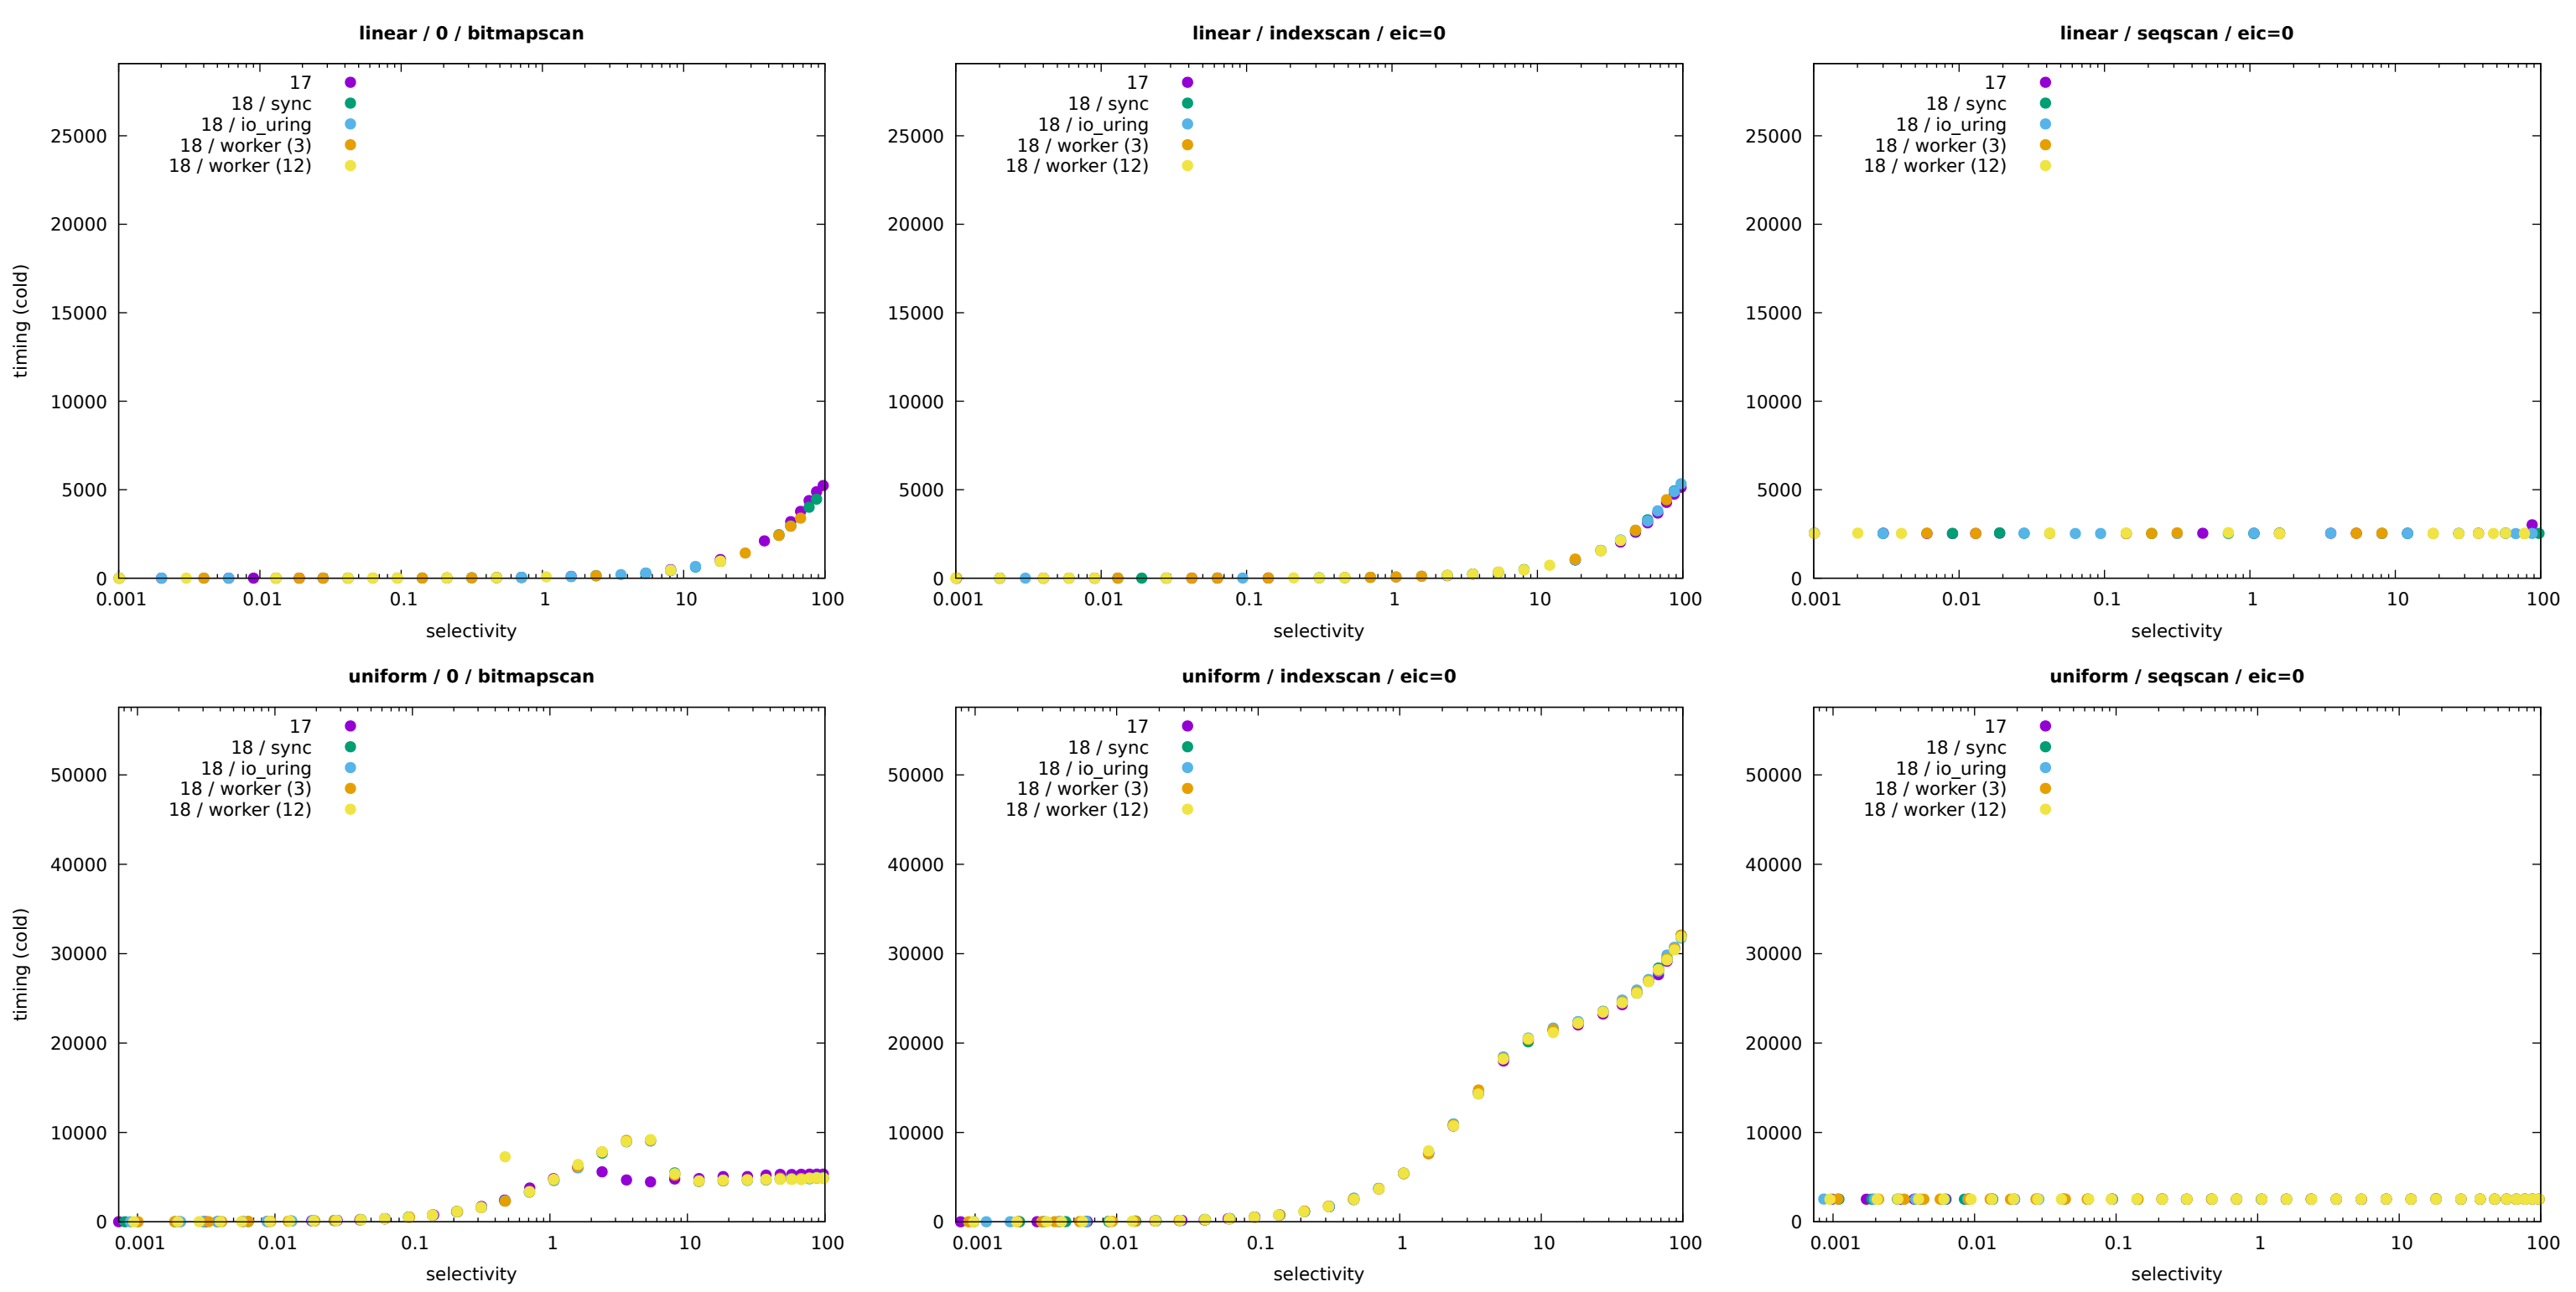 linear / 0 / bitmapscan
17
18 / sync
18 / io_uring
18 / worker (3)
18 / worker (12)
25000
20000
15000
10000
5000
0
timing (cold)
0.001 0.01 0.1 1 10 100
selectivity
linear / indexscan / eic=0
17
18 / sync
18 / io_uring
18 / worker (3)
18 / worker (12)
25000
20000
15000
10000
5000
0
0.001 0.01 0.1 1 10 100
selectivity
linear / seqscan / eic=0
17
18 / sync
18 / io_uring
18 / worker (3)
18 / worker (12)
25000
20000
15000
10000
5000
0
0.001 0.01 0.1 1 10 100
selectivity
uniform / 0 / bitmapscan
17
18 / sync
18 / io_uring
18 / worker (3)
18 / worker (12)
50000
40000
30000
20000
10000
0
timing (cold)
0.001 0.01 0.1 1 10 100
selectivity
uniform / indexscan / eic=0
17
18 / sync
18 / io_uring
18 / worker (3)
18 / worker (12)
50000
40000
30000
20000
10000
0
0.001 0.01 0.1 1 10 100
selectivity
uniform / seqscan / eic=0
17
18 / sync
18 / io_uring
18 / worker (3)
18 / worker (12)
50000
40000
30000
20000
10000
0
0.001 0.01 0.1 1 10 100
selectivity